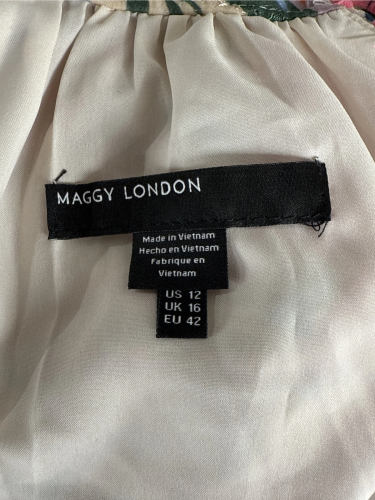 MAGGY LONDON
Made in Vietnam
Hecho en Vietnam
Fabrique en
Vietnam
US 12
UK 16
EU 42